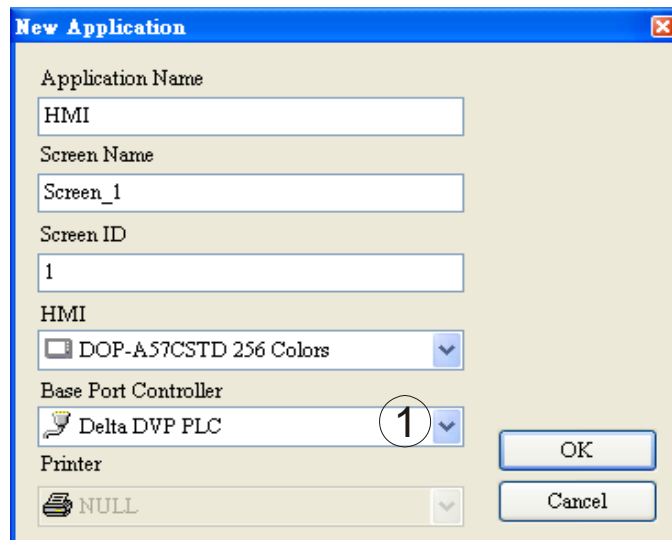 New Application
Application Name
HMI
Screen Name
Screen_1
Screen ID
1
HMI
DOP-A57CSTD 256 Colors
Base Port Controller
Delta DVP PLC
1
Printer
NULL
OK
Cancel